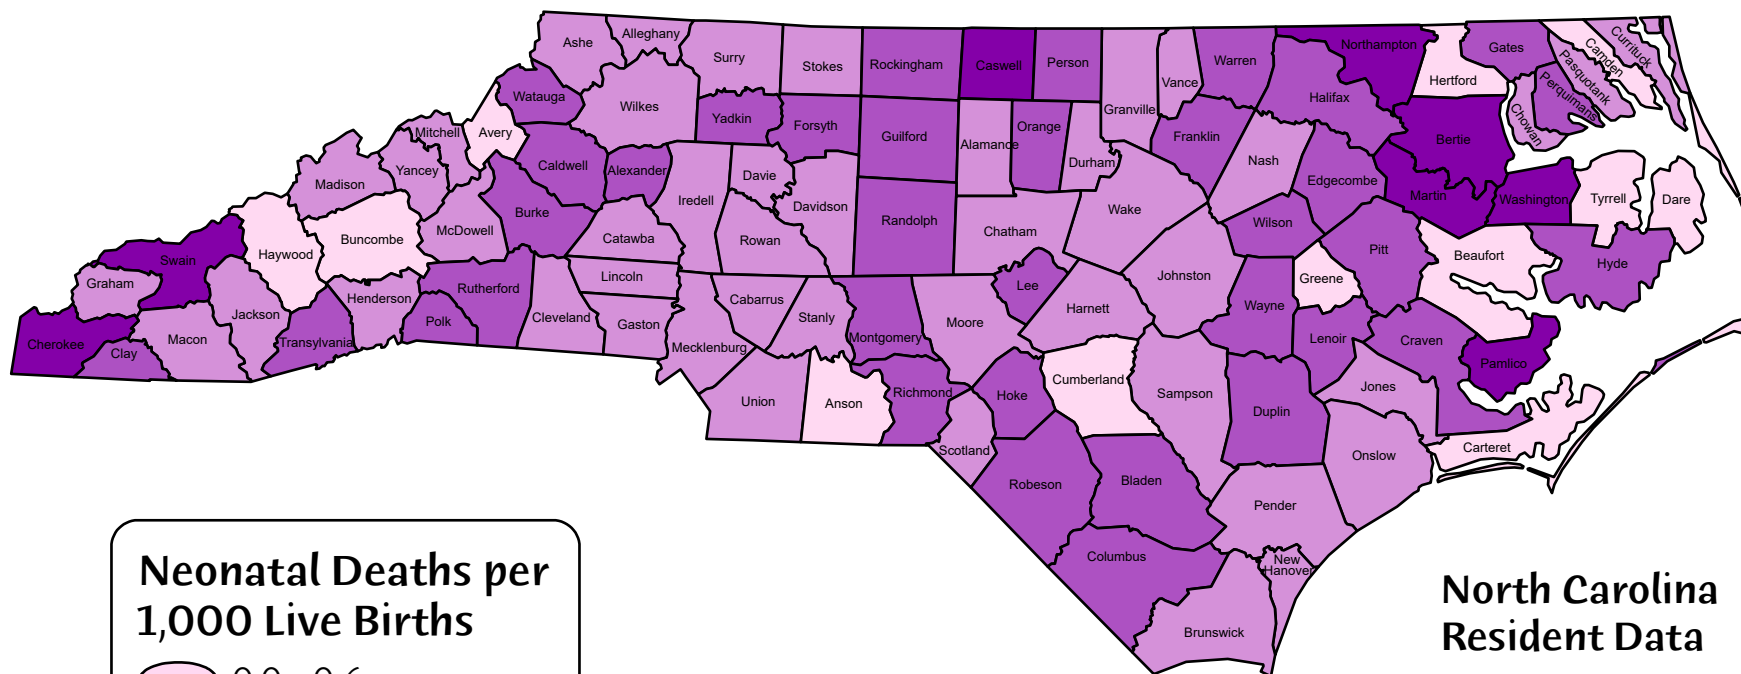 Ashe
Alleghany
Surry
Stokes
Rockingham
Caswell
Person
Granville
Vance
Warren
Northampton
Hertford
Gates
Camden
Currituck
Pasquotank
Perquimans
Chowan
Watauga
Wilkes
Yadkin
Forsyth
Guilford
Alamance
Orange
Durham
Franklin
Halifax
Bertie
Mitchell
Avery
Caldwell
Alexander
Iredell
Davie
Davidson
Randolph
Chatham
Wake
Nash
Edgecombe
Martin
Washington
Tyrrell
Dare
Madison
Yancey
McDowell
Burke
Catawba
Rowan
Wilson
Pitt
Beaufort
Hyde
Swain
Haywood
Buncombe
Graham
Jackson
Henderson
Rutherford
Polk
Cleveland
Lincoln
Gaston
Cabarrus
Stanly
Montgomery
Moore
Lee
Harnett
Johnston
Wayne
Greene
Lenoir
Craven
Pamlico
Cherokee
Clay
Macon
Transylvania
Mecklenburg
Union
Anson
Richmond
Scotland
Hoke
Cumberland
Sampson
Duplin
Jones
Onslow
Carteret
Robeson
Bladen
Pender
Columbus
New
Hanover
Brunswick
Neonatal Deaths per
1,000 Live Births
North Carolina
Resident Data